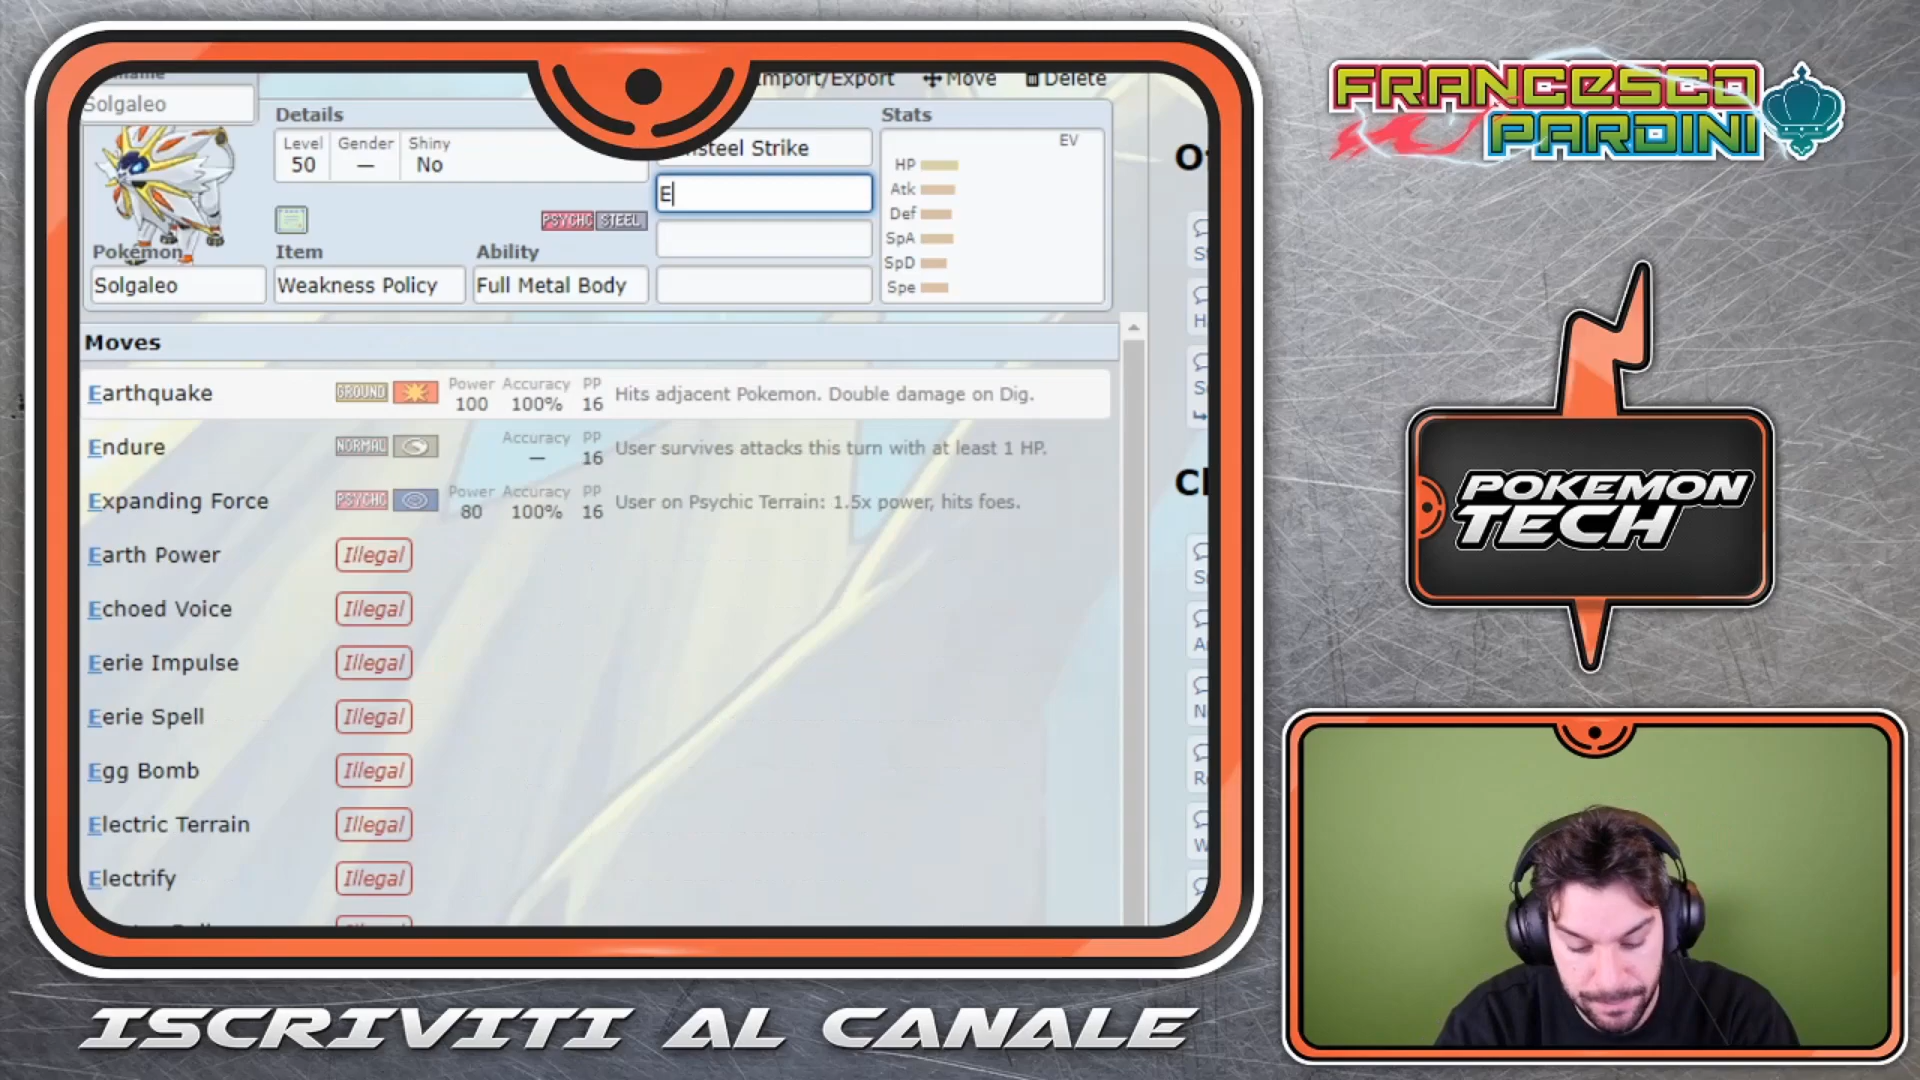 FRANCESCO
PARDINI
Import/Export Move Delete
Solgaleo
Details
Stats
Level Gender Shiny
50 — No
steel Strike
EV
HP
E
Atk
Def
SpA
SpD
Spe
PSYCHC STEEL
Pokémon
Item
Ability
Solgaleo
Weakness Policy
Full Metal Body
Moves
Earthquake GROUND Power 100 Accuracy 100% PP 16 Hits adjacent Pokemon. Double damage on Dig.
Endure NORMAL Accuracy — PP 16 User survives attacks this turn with at least 1 HP.
Expanding Force PSYCHC Power 80 Accuracy 100% PP 16 User on Psychic Terrain: 1.5x power, hits foes.
Earth Power Illegal
Echoed Voice Illegal
Eerie Impulse Illegal
Eerie Spell Illegal
Egg Bomb Illegal
Electric Terrain Illegal
Electrify Illegal
POKEMON
TECH
ISCRIVITI AL CANALE